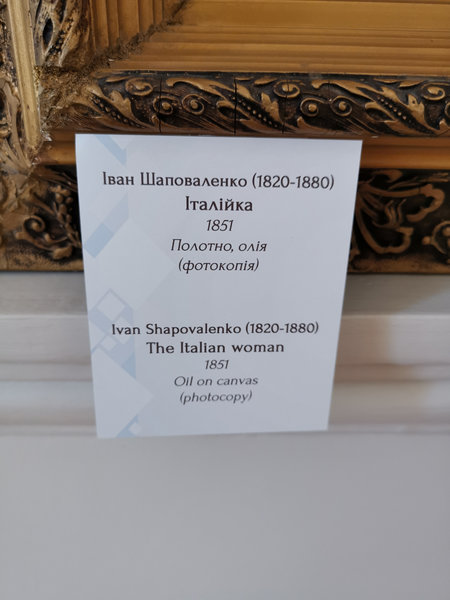 Іван Шаповаленко (1820-1880)
Італійка
1851
Полотно, олія
(фотокопія)
Ivan Shapovalenko (1820-1880)
The Italian woman
1851
Oil on canvas
(photocopy)